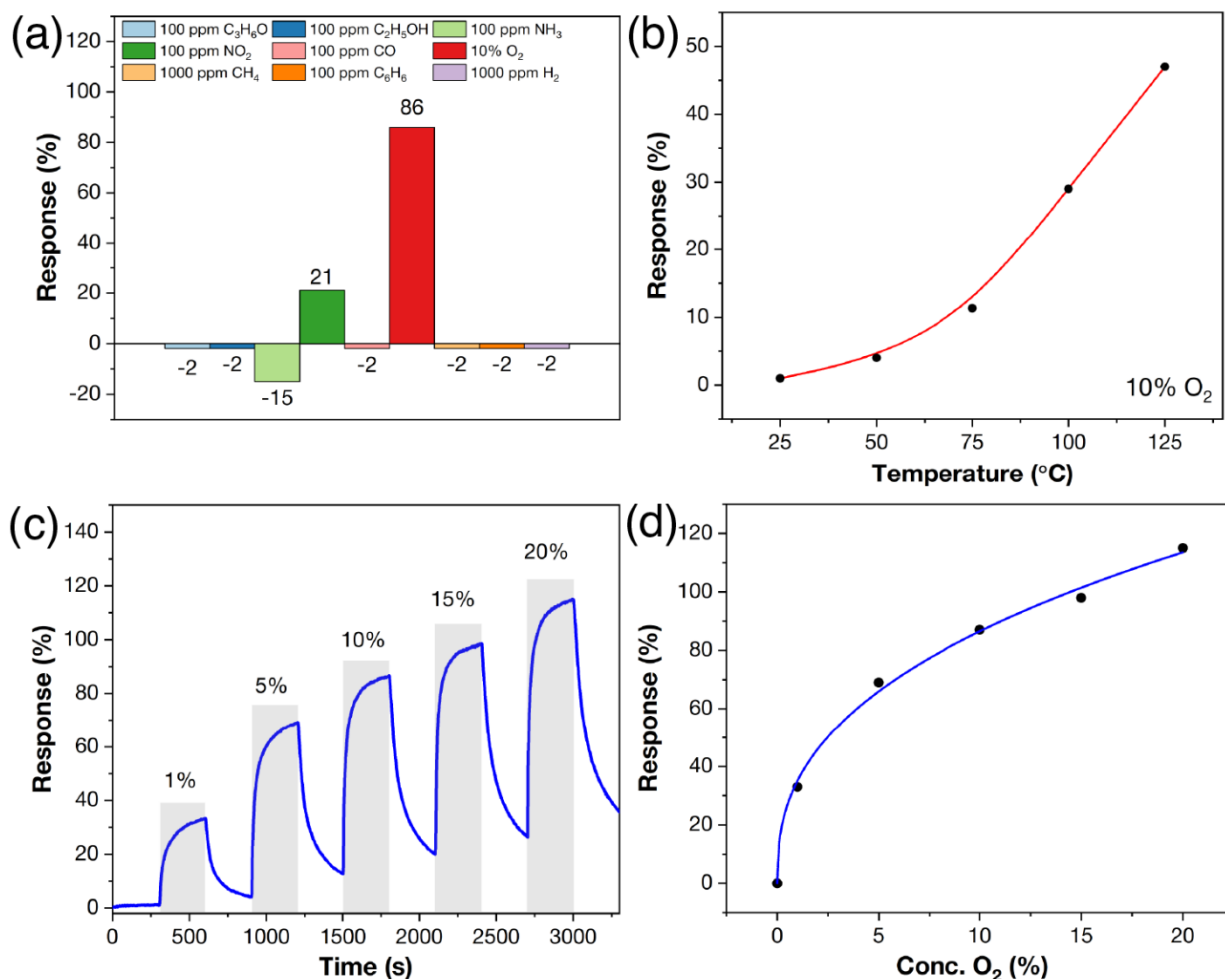 (a)
100 ppm C₃H₆O 100 ppm C₂H₅OH 100 ppm NH₃
100 ppm NO₂ 100 ppm CO 10% O₂
1000 ppm CH₄ 100 ppm C₆H₆ 1000 ppm H₂
120
100
80
60
40
20
0
-20
Response (%)
86
21
-2 -2 -2 -2 -2 -2
-15
(b)
50
40
30
20
10
0
Response (%)
10% O₂
25 50 75 100 125
Temperature (°C)
(c)
140
120
100
80
60
40
20
0
Response (%)
1%
5%
10%
15%
20%
0 500 1000 1500 2000 2500 3000
Time (s)
(d)
120
100
80
60
40
20
0
Response (%)
0 5 10 15 20
Conc. O₂ (%)